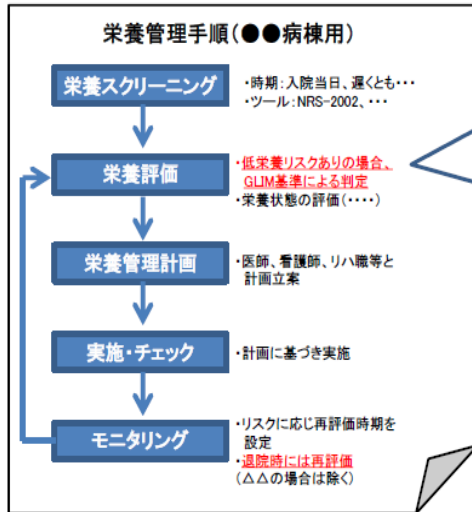 栄養管理手順(●●病棟用)
栄養スクリーニング
・時期:入院当日、遅くとも・・・
・ツール:NRS-2002、・・・
栄養評価
・低栄養リスクありの場合、
GLIM基準による判定
・栄養状態の評価(・・・・)
栄養管理計画
・医師、看護師、リハ職等と
計画立案
実施・チェック
・計画に基づき実施
モニタリング
・リスクに応じ再評価時期を
設定
・退院時には再評価
(△△の場合は除く)